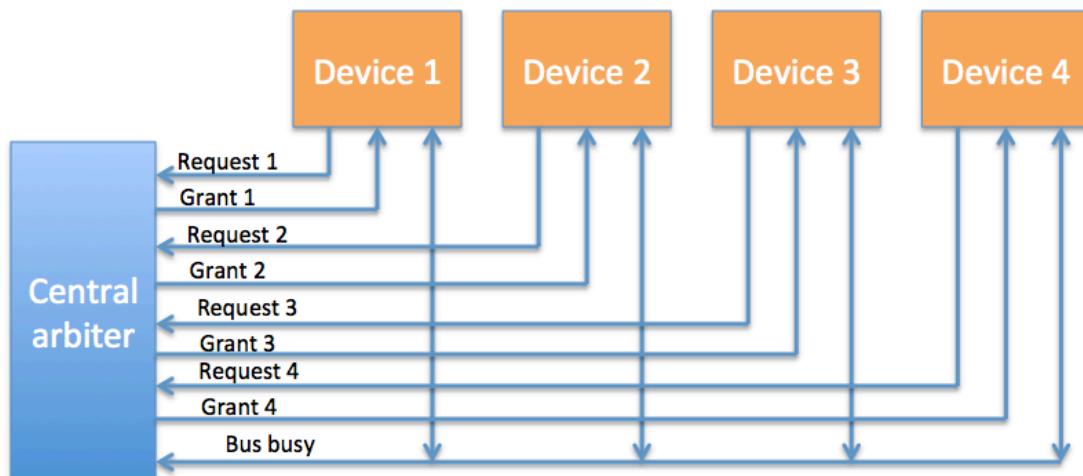 Device 1
Device 2
Device 3
Device 4
Request 1
Grant 1
Request 2
Grant 2
Central
arbiter
Request 3
Grant 3
Request 4
Grant 4
Bus busy